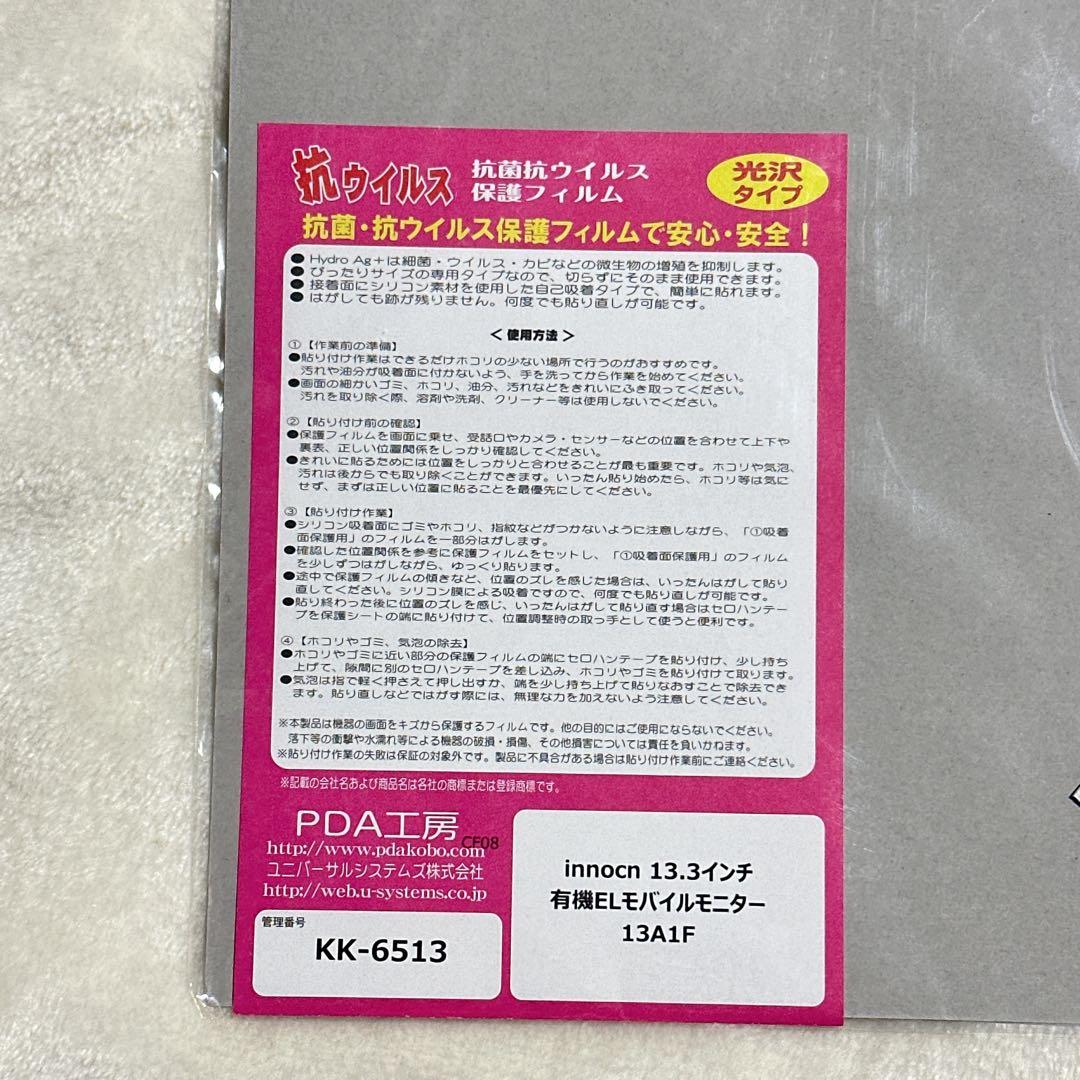 抗ウイルス
抗菌抗ウイルス
保護フィルム
光沢
タイプ
抗菌・抗ウイルス保護フィルムで安心・安全！
● Hydro Ag+は細菌・ウイルス・カビなどの微生物の増殖を抑制します。
● ぴったりサイズの専用タイプなので、切らずにそのまま使用できます。
● 接着面にシリコン素材を使用した自己吸着タイプで、簡単に貼れます。
● はがしても跡が残りません。何度でも貼り直しが可能です。
＜使用方法＞
①【作業前の準備】
●貼り付け作業はできるだけホコリの少ない場所で行うのがおすすめです。
汚れや油分が吸着面に付かないよう、手を洗ってから作業を始めてください。
●画面の細かいゴミ、ホコリ、油分、汚れなどをきれいにふき取ってください。
汚れを取り除く際、溶剤や洗剤、クリーナー等は使用しないでください。
②【貼り付け前の確認】
●保護フィルムを画面に乗せ、受話口やカメラ・センサーなどの位置を合わせて上下や
裏表、正しい位置関係をしっかり確認してください。
●きれいに貼るためには位置をしっかりと合わせることが最も重要です。ホコリや気泡、
汚れは後からでも取り除くことができます。いったん貼り始めたら、ホコリ等は気に
せず、まずは正しい位置に貼ることを最優先にしてください。
③【貼り付け作業】
●シリコン吸着面にゴミやホコリ、指紋などがつかないように注意しながら、「①吸着
面保護用」のフィルムを一部分はがします。
●確認した位置関係を参考に保護フィルムをセットし、「①吸着面保護用」のフィルム
を少しずつはがしながら、ゆっくり貼ります。
●途中で保護フィルムの傾きなど、位置のズレを感じた場合は、いったんはがして貼り
直してください。シリコン膜による吸着ですので、何度でも貼り直しが可能です。
●貼り終わった後に位置のズレを感じ、いったんはがして貼り直す場合はセロハンテー
プを保護シートの端に貼り付けて、位置調整時の取っ手として使うと便利です。
④【ホコリやゴミ、気泡の除去】
●ホコリやゴミに近い部分の保護フィルムの端にセロハンテープを貼り付け、少し持ち
上げて、隙間に別のセロハンテープを差し込み、ホコリやゴミを貼り付けて取ります。
●気泡は指で軽く押さえて押し出すか、端を少し持ち上げて貼りなおすことで除去でき
ます。貼り直しなどではがす際には、無理な力を加えないよう注意してください。
※本製品は機器の画面をキズから保護するフィルムです。他の目的にはご使用にならないでください。
落下等の衝撃や水濡れ等による機器の破損・損傷、その他損害については責任を負いかねます。
※貼り付け作業の失敗は保証の対象外です。製品に不具合がある場合は貼り付け作業前にご連絡ください。
※記載の会社名および商品名は各社の商標または登録商標です。
PDA工房
CF08
http://www.pdakobo.com
ユニバーサルシステムズ株式会社
http://web.u-systems.co.jp
管理番号
KK-6513
innocn 13.3インチ
有機ELモバイルモニター
13A1F